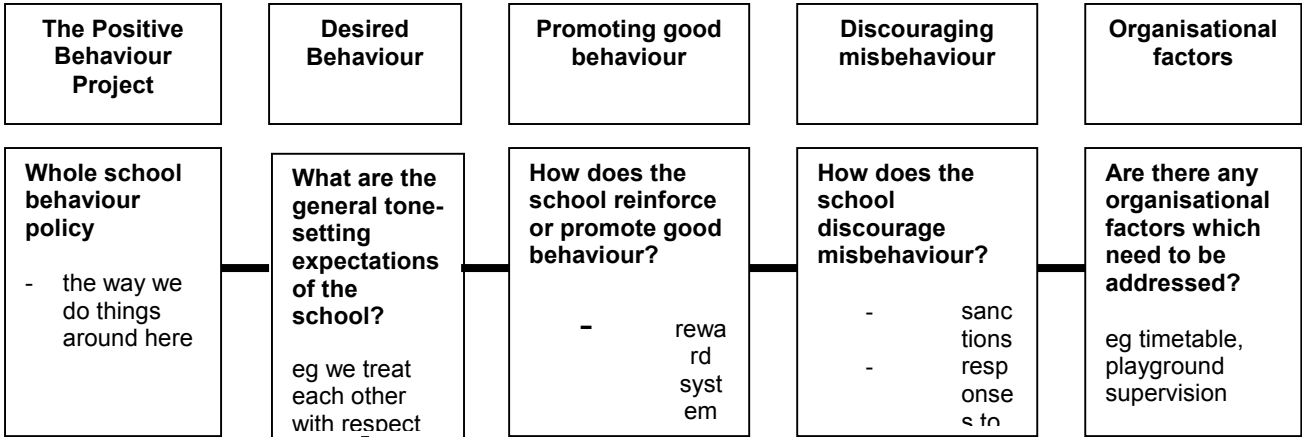 The Positive
Behaviour
Project
Desired
Behaviour
Promoting good
behaviour
Discouraging
misbehaviour
Organisational
factors
Whole school
behaviour
policy
- the way we
do things
around here
What are the
general tone-
setting
expectations
of the
school?
eg we treat
each other
with respect
How does the
school reinforce
or promote good
behaviour?
- rewa
rd
syst
em
How does the
school
discourage
misbehaviour?
- sanc
tions
- resp
onse
s to
Are there any
organisational
factors which
need to be
addressed?
eg timetable,
playground
supervision